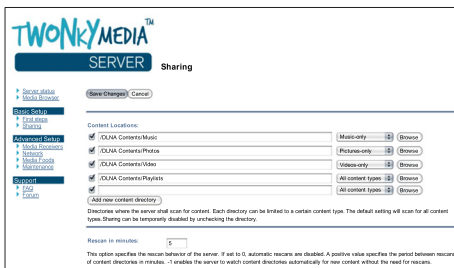 TWONKYMEDIA™
SERVER
Sharing
Server status
Media Browser
Save Changes Cancel
Basic Setup
First steps
Sharing
Advanced Setup
Media Receivers
Network
Media Feeds
Maintenance
Support
FAQ
Forum
Content Locations:
/DLNA Contents/Music Music-only Browse
/DLNA Contents/Photos Pictures-only Browse
/DLNA Contents/Video Videos-only Browse
/DLNA Contents/Playlists All content types Browse
All content types Browse
Add new content directory
Directories where the server shall scan for content. Each directory can be limited to a certain content type. The default setting will scan for all content
types. Sharing can be temporarily disabled by unchecking the directory.
Rescan in minutes: 5
This option specifies the rescan behavior of the server. If set to 0, automatic rescans are disabled. A positive value specifies the period between rescans
of content directories in minutes. -1 enables the server to watch content directories automatically for new content without the need for rescans.